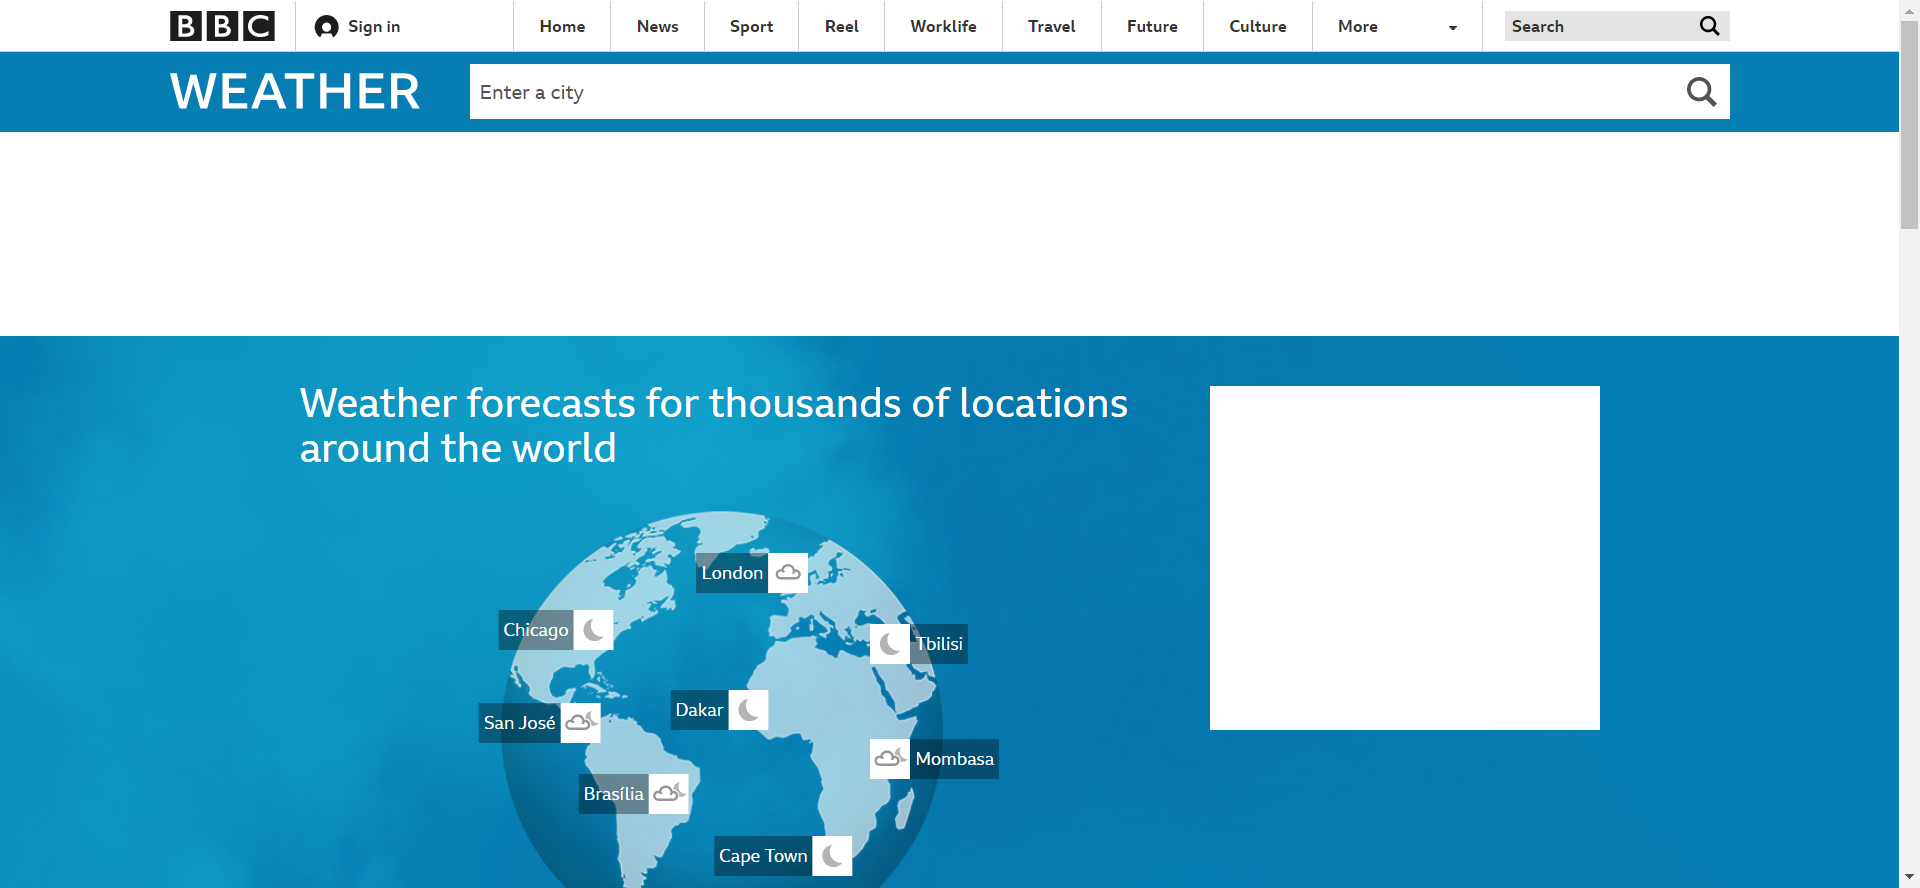 BBC
Sign in
Home
News
Sport
Reel
Worklife
Travel
Future
Culture
More
Search
WEATHER
Enter a city
Weather forecasts for thousands of locations
around the world
London
Chicago
Tbilisi
Dakar
San José
Mombasa
Brasília
Cape Town